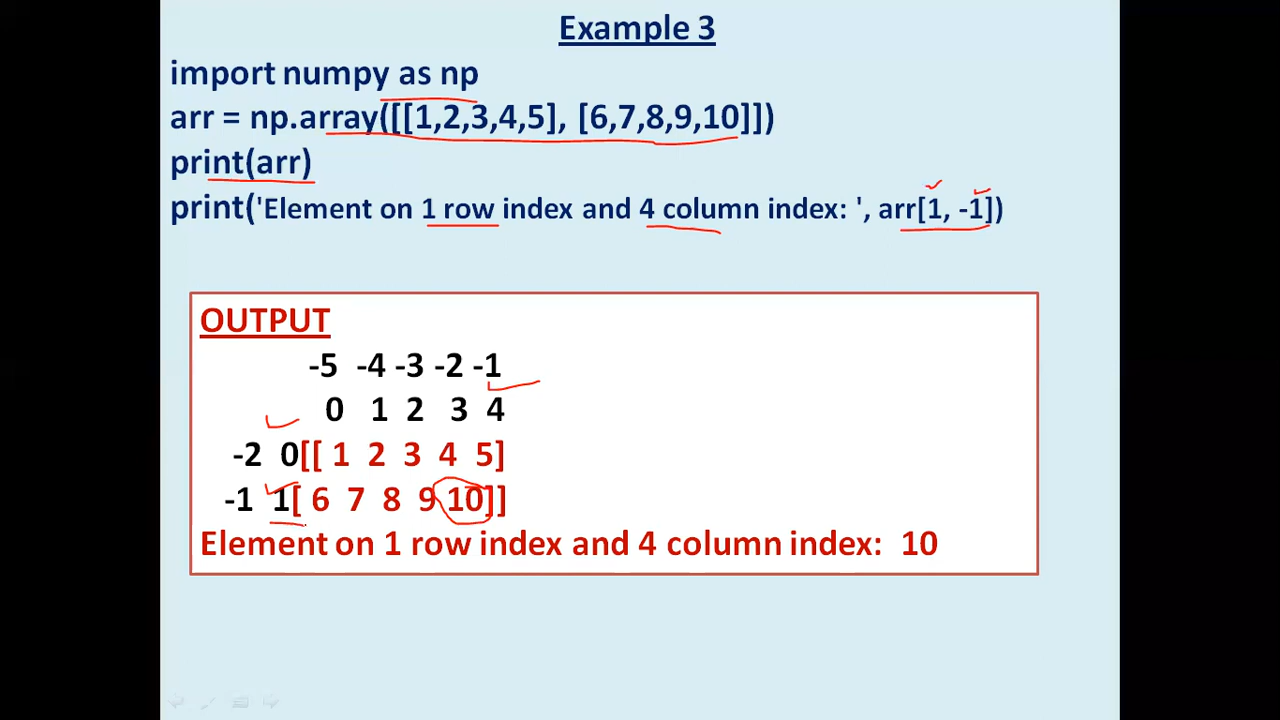 Example 3
import numpy as np
arr = np.array([[1,2,3,4,5], [6,7,8,9,10]])
print(arr)
print('Element on 1 row index and 4 column index: ', arr[1, -1])
OUTPUT
-5 -4 -3 -2 -1
0 1 2 3 4
-2 0[[ 1 2 3 4 5]
-1 1[ 6 7 8 9 10]]
Element on 1 row index and 4 column index: 10